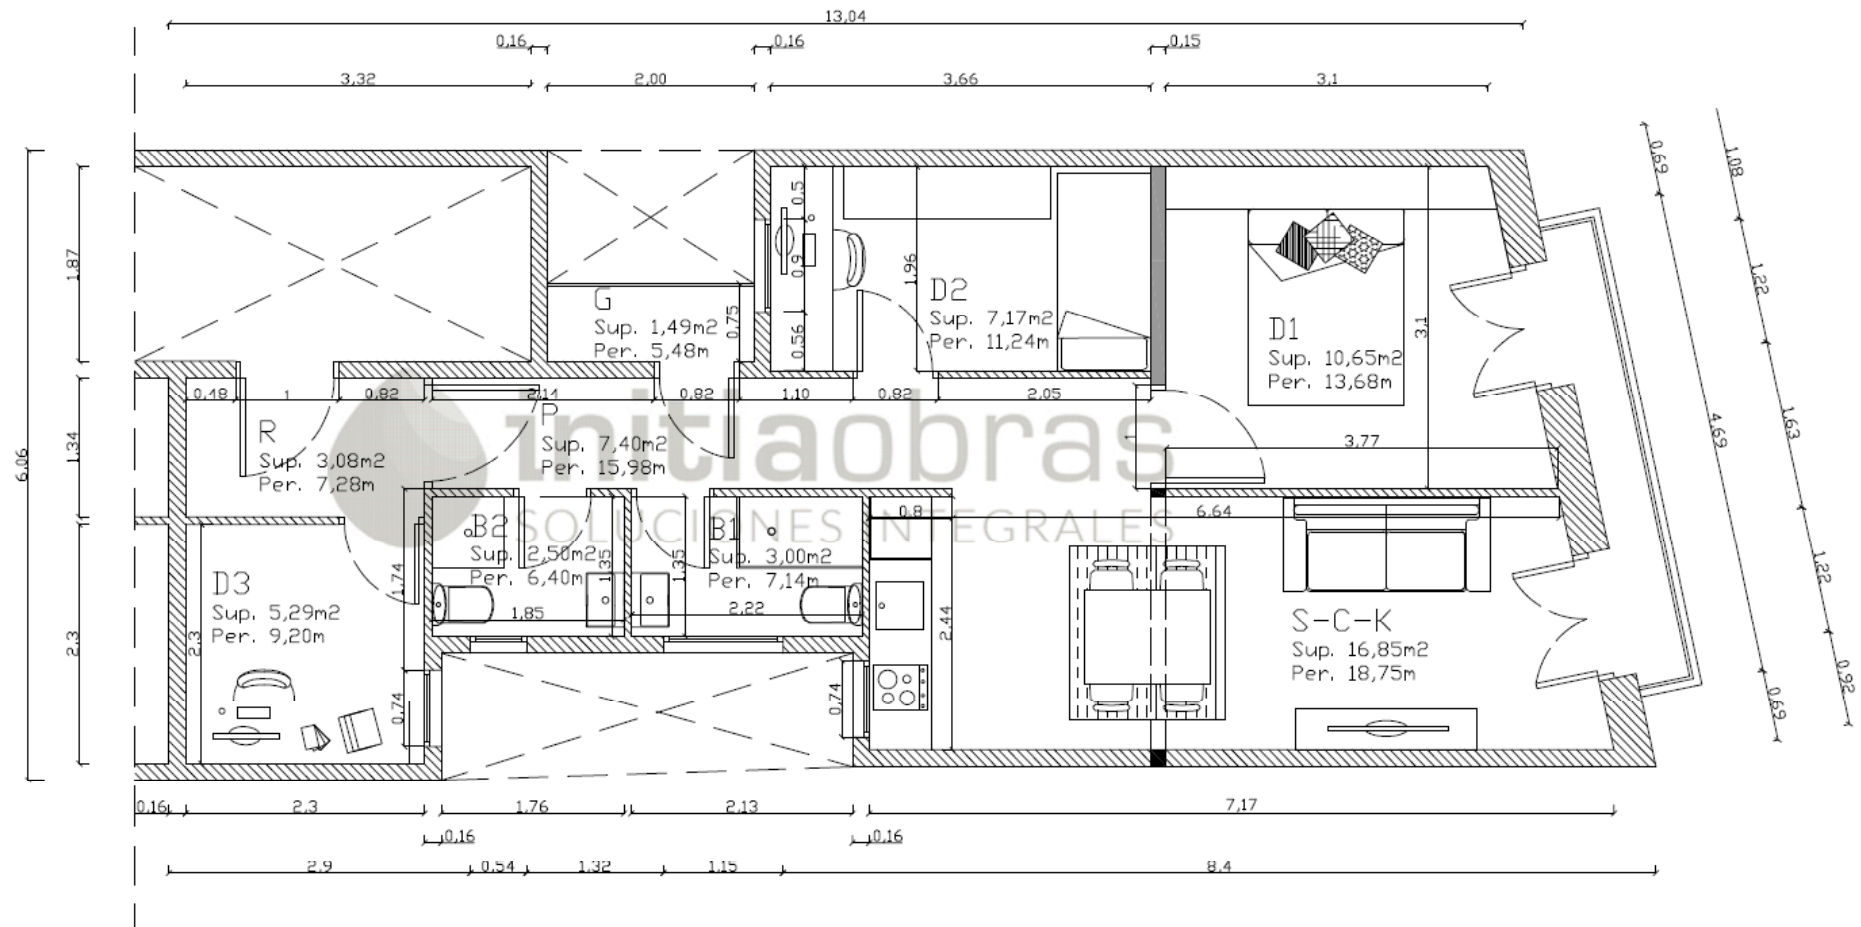 13,04
0,16
0,16
0,15
3,32
2,00
3,66
3,1
0,69
1,08
0,5
1,87
0,9
1,96
D2
Sup. 7,17m2
Per. 11,24m
G
Sup. 1,49m2
Per. 5,48m
0,75
0,56
1,22
D1
Sup. 10,65m2
Per. 13,68m
3,1
0,48
1
0,82
2,11
0,82
1,10
0,82
2,05
initiaobras
SOLUCIONES INTEGRALES
R
Sup. 3,08m2
Per. 7,28m
P
Sup. 7,40m2
Per. 15,98m
1,34
6,06
3,77
4,69
1,63
0,8
6,64
B2
Sup. 2,50m2
Per. 6,40m
1,35
B1
Sup. 3,00m2
Per. 7,14m
1,35
1,74
D3
Sup. 5,29m2
Per. 9,20m
1,85
2,22
2,44
1,22
S-C-K
Sup. 16,85m2
Per. 18,75m
2,3
2,3
0,74
0,74
0,69
0,92
0,16
2,3
1,76
2,13
7,17
0,16
0,16
2,9
0,54
1,32
1,15
8,4